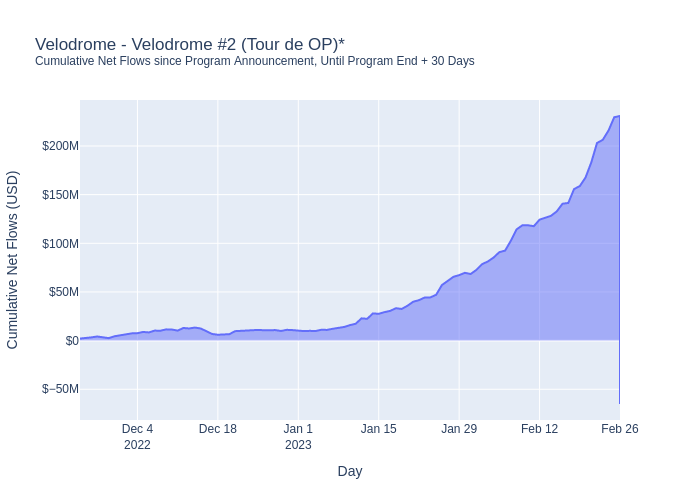 Velodrome - Velodrome #2 (Tour de OP)*
Cumulative Net Flows since Program Announcement, Until Program End + 30 Days
Cumulative Net Flows (USD)
$200M
$150M
$100M
$50M
$0
$−50M
Dec 4
2022
Dec 18
Jan 1
2023
Jan 15
Jan 29
Feb 12
Feb 26
Day